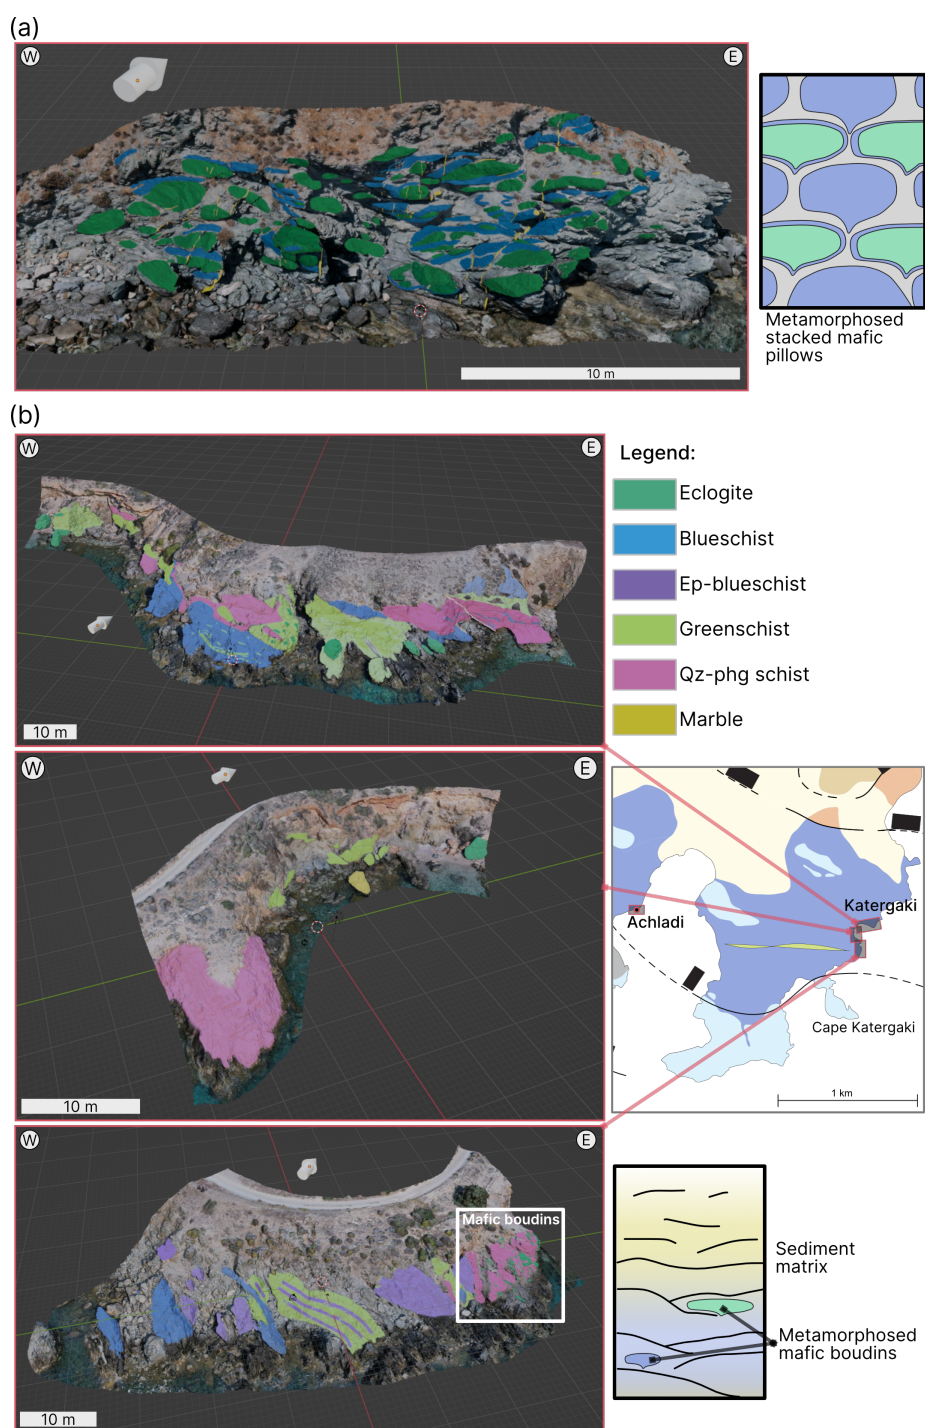 (a)
W
E
10 m
Metamorphosed
stacked mafic
pillows
(b)
W
E
10 m
Legend:
Eclogite
Blueschist
Ep-blueschist
Greenschist
Qz-phg schist
Marble
W
E
10 m
Katergaki
Achladi
Cape Katergaki
1 km
W
E
Mafic boudins
10 m
Sediment
matrix
Metamorphosed
mafic boudins